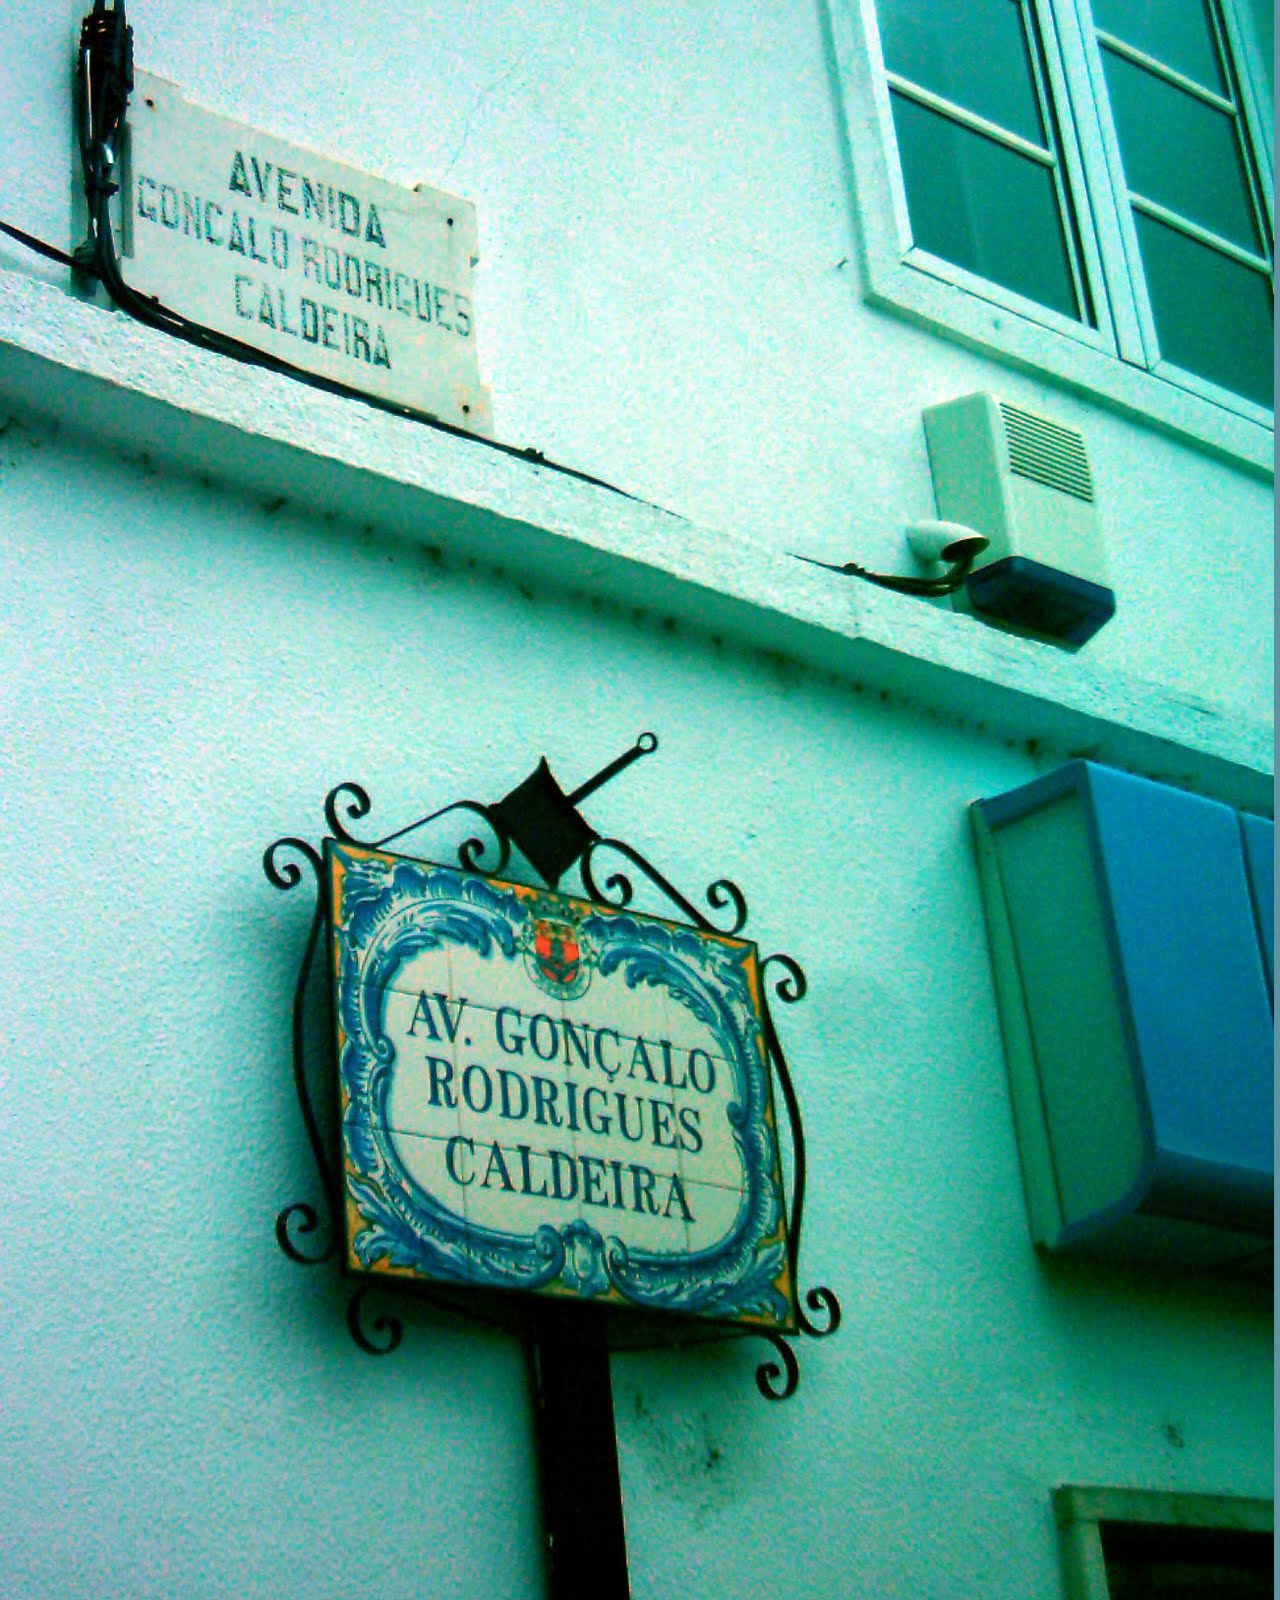 AVENIDA
GONCALO RODRIGUES
CALDEIRA
AV. GONÇALO
RODRIGUES
CALDEIRA